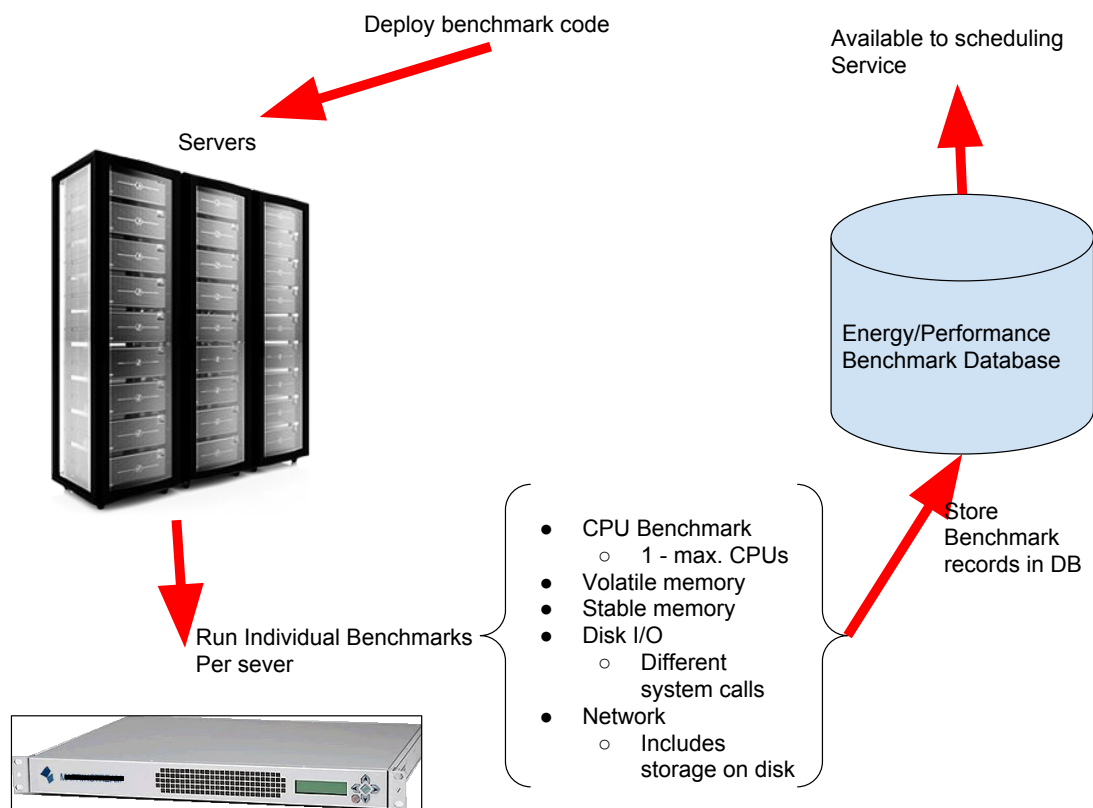 Deploy benchmark code
Available to scheduling
Service
Servers
Energy/Performance
Benchmark Database
Store
Benchmark
records in DB
Run Individual Benchmarks
Per sever
● CPU Benchmark
○ 1 - max. CPUs
● Volatile memory
● Stable memory
● Disk I/O
○ Different
system calls
● Network
○ Includes
storage on disk